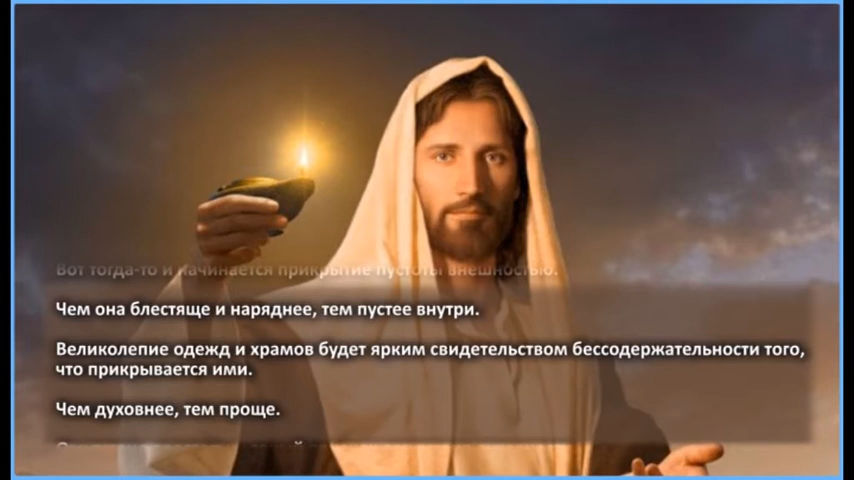 Вот тогда-то и начинается прикрытие пустоты внешностью.
Чем она блестяще и наряднее, тем пустее внутри.
Великолепие одежд и храмов будет ярким свидетельством бессодержательности того,
что прикрывается ими.
Чем духовнее, тем проще.